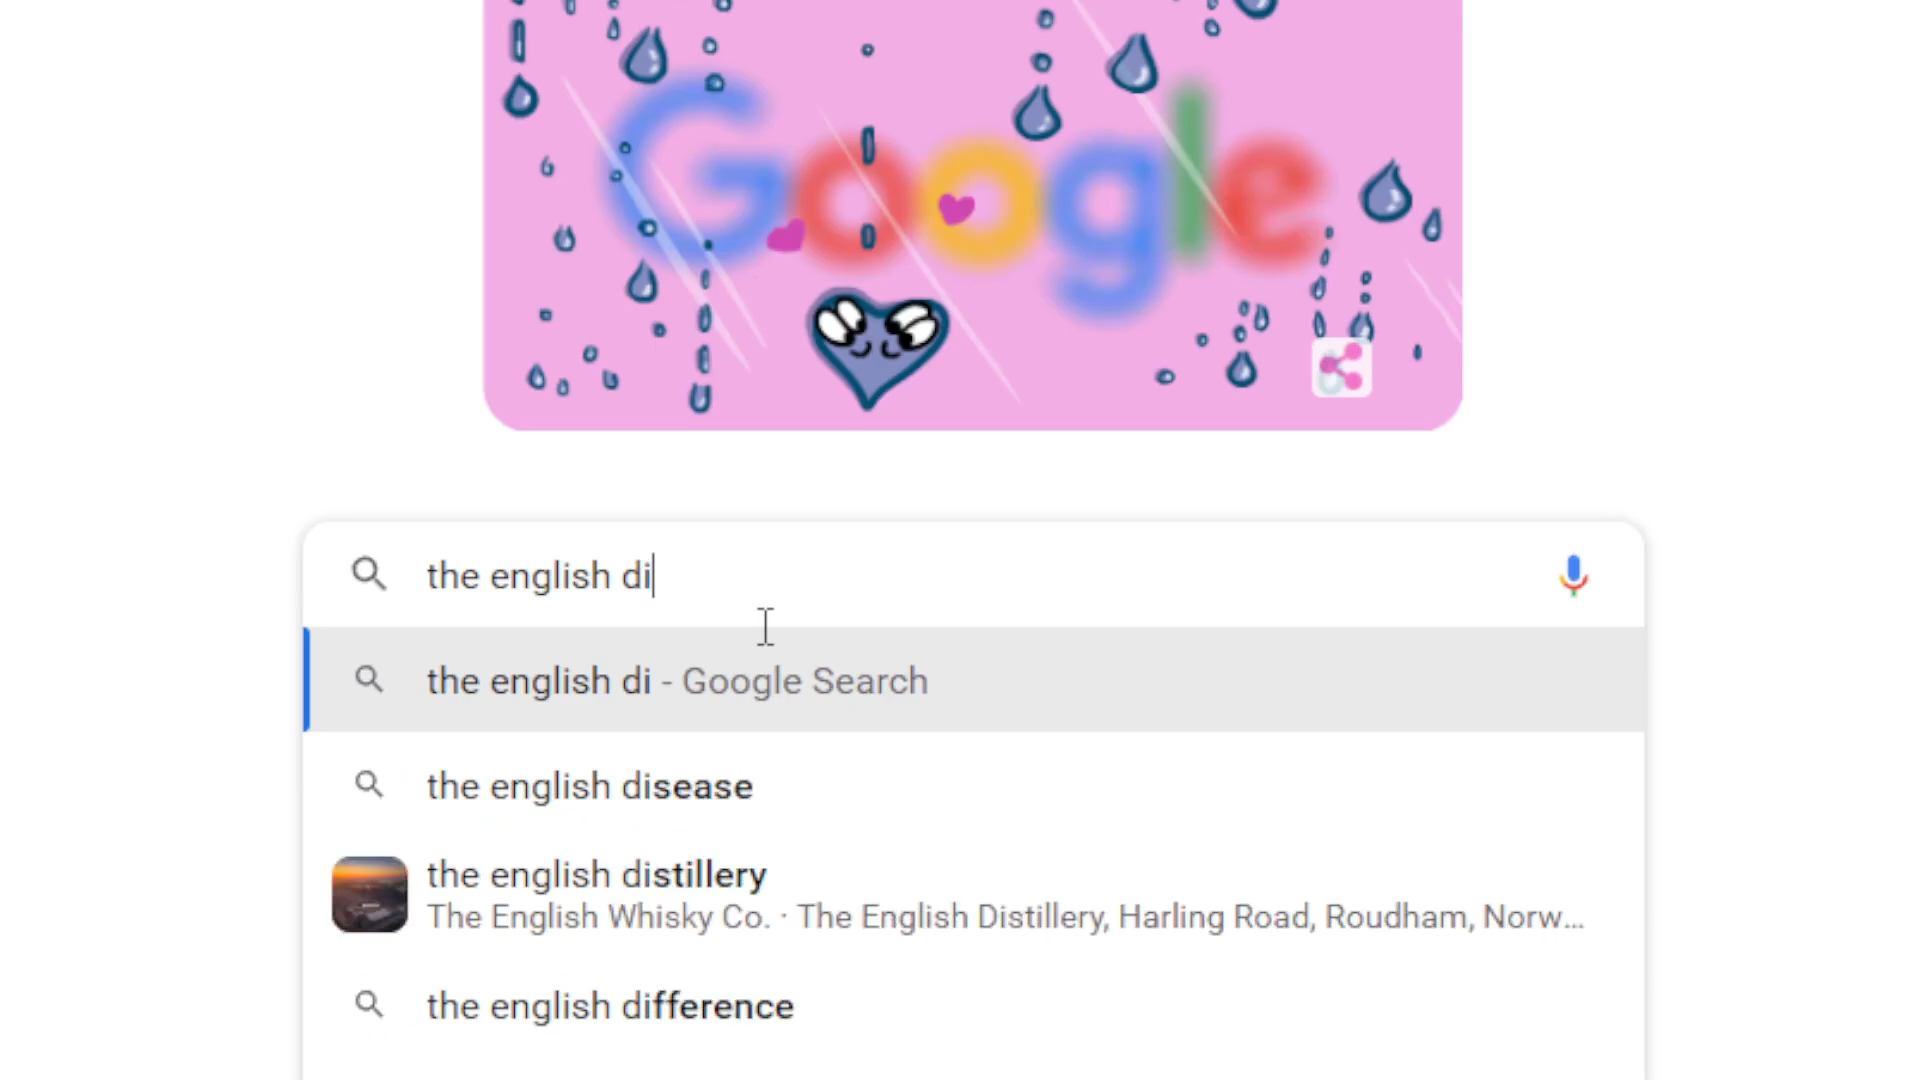 Google
the english di
the english di - Google Search
the english disease
the english distillery
The English Whisky Co. · The English Distillery, Harling Road, Roudham, Norw...
the english difference